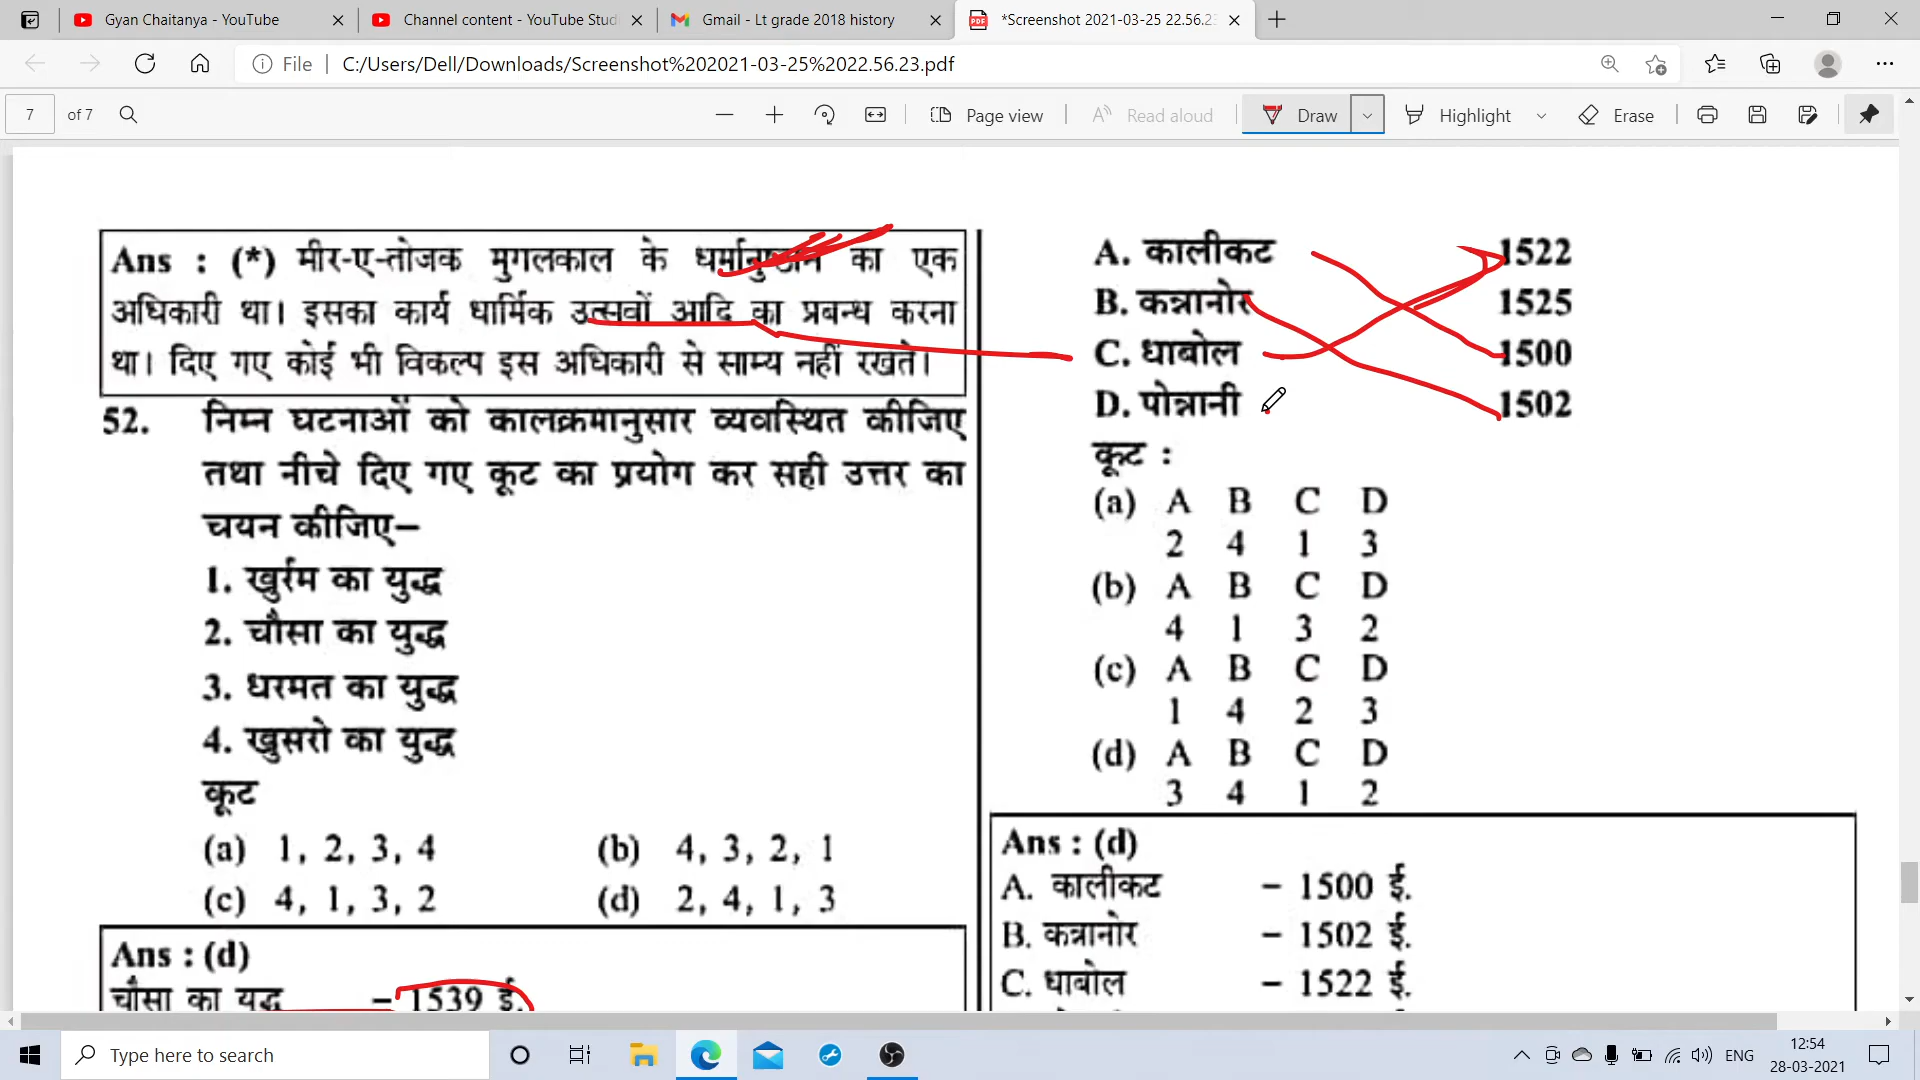 Gyan Chaitanya - YouTube
Channel content - YouTube Stud
Gmail - Lt grade 2018 history
*Screenshot 2021-03-25 22.56.23
File
C:/Users/Dell/Downloads/Screenshot%202021-03-25%2022.56.23.pdf
7 of 7
Page view
Read aloud
Draw
Highlight
Erase
Ans : (*) मीर-ए-तोजक मुगलकाल के धर्मानुष्ठान का एक
अधिकारी था। इसका कार्य धार्मिक उत्सवों आदि का प्रबन्ध करना
था। दिए गए कोई भी विकल्प इस अधिकारी से साम्य नहीं रखते।
52. निम्न घटनाओं को कालक्रमानुसार व्यवस्थित कीजिए
तथा नीचे दिए गए कूट का प्रयोग कर सही उत्तर का
चयन कीजिए–
1. खुर्रम का युद्ध
2. चौसा का युद्ध
3. धरमत का युद्ध
4. खुसरो का युद्ध
कूट
(a) 1, 2, 3, 4 (b) 4, 3, 2, 1
(c) 4, 1, 3, 2 (d) 2, 4, 1, 3
Ans : (d)
चौसा का युद्ध – 1539 ई.
A. कालीकट 1522
B. कन्नानोर 1525
C. धाबोल 1500
D. पोन्नानी 1502
कूट :
(a) A B C D
2 4 1 3
(b) A B C D
4 1 3 2
(c) A B C D
1 4 2 3
(d) A B C D
3 4 1 2
Ans : (d)
A. कालीकट – 1500 ई.
B. कन्नानोर – 1502 ई.
C. धाबोल – 1522 ई.
Type here to search
ENG
12:54
28-03-2021